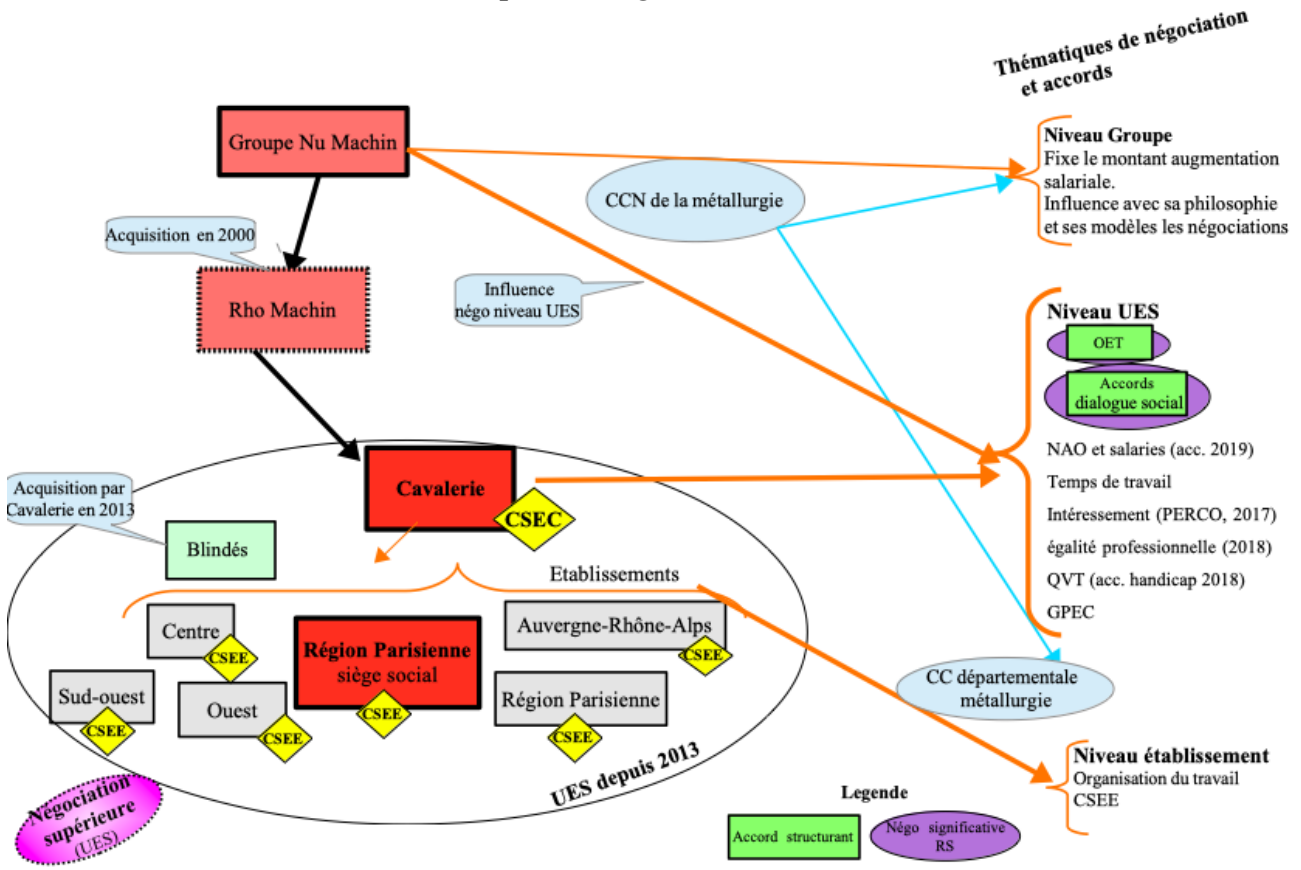 Thématiques de négociation
et accords
Groupe Nu Machin
CCN de la métallurgie
Niveau Groupe
Fixe le montant augmentation
salariale.
Influence avec sa philosophie
et ses modèles les négociations
Acquisition en 2000
Rho Machin
Influence
négo niveau UES
Niveau UES
OET
Accords
dialogue social
NAO et salaries (acc. 2019)
Temps de travail
Intéressement (PERCO, 2017)
égalité professionnelle (2018)
QVT (acc. handicap 2018)
GPEC
Acquisition par
Cavalerie en 2013
Cavalerie
CSEC
Blindés
Etablissements
Centre
CSEE
Région Parisienne
siège social
CSEE
Auvergne-Rhône-Alps
CSEE
Sud-ouest
CSEE
Ouest
CSEE
Région Parisienne
CSEE
CC départementale
métallurgie
UES depuis 2013
Négociation
supérieure
(UES)
Niveau établissement
Organisation du travail
CSEE
Legende
Accord structurant
Négo significative
RS